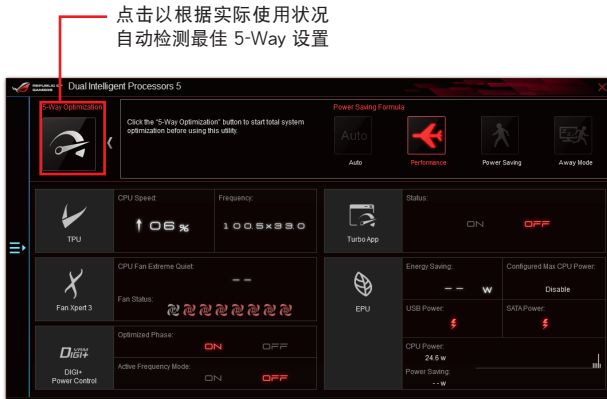 点击以根据实际使用状况
自动检测最佳 5-Way 设置
REPUBLIC OF GAMERS
Dual Intelligent Processors 5
5-Way Optimization
Click the "5-Way Optimization" button to start total system
optimization before using this utility.
Power Saving Formula
Auto
Auto
Performance
Power Saving
Away Mode
TPU
CPU Speed:
06 %
Frequency:
100.5x33.0
Turbo App
Status:
ON OFF
Fan Xpert 3
CPU Fan Extreme Quiet:
--
Fan Status:
EPU
Energy Saving:
-- w
Configured Max CPU Power:
Disable
USB Power:
SATA Power:
CPU Power:
24.6 w
Power Saving:
-- w
DIGI+ VRM
DIGI+
Power Control
Optimized Phase:
ON OFF
Active Frequency Mode:
ON OFF